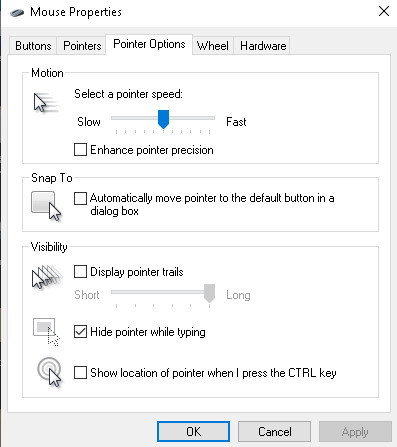 Mouse Properties
Buttons Pointers Pointer Options Wheel Hardware
Motion
Select a pointer speed:
Slow Fast
Enhance pointer precision
Snap To
Automatically move pointer to the default button in a
dialog box
Visibility
Display pointer trails
Short Long
Hide pointer while typing
Show location of pointer when I press the CTRL key
OK Cancel Apply